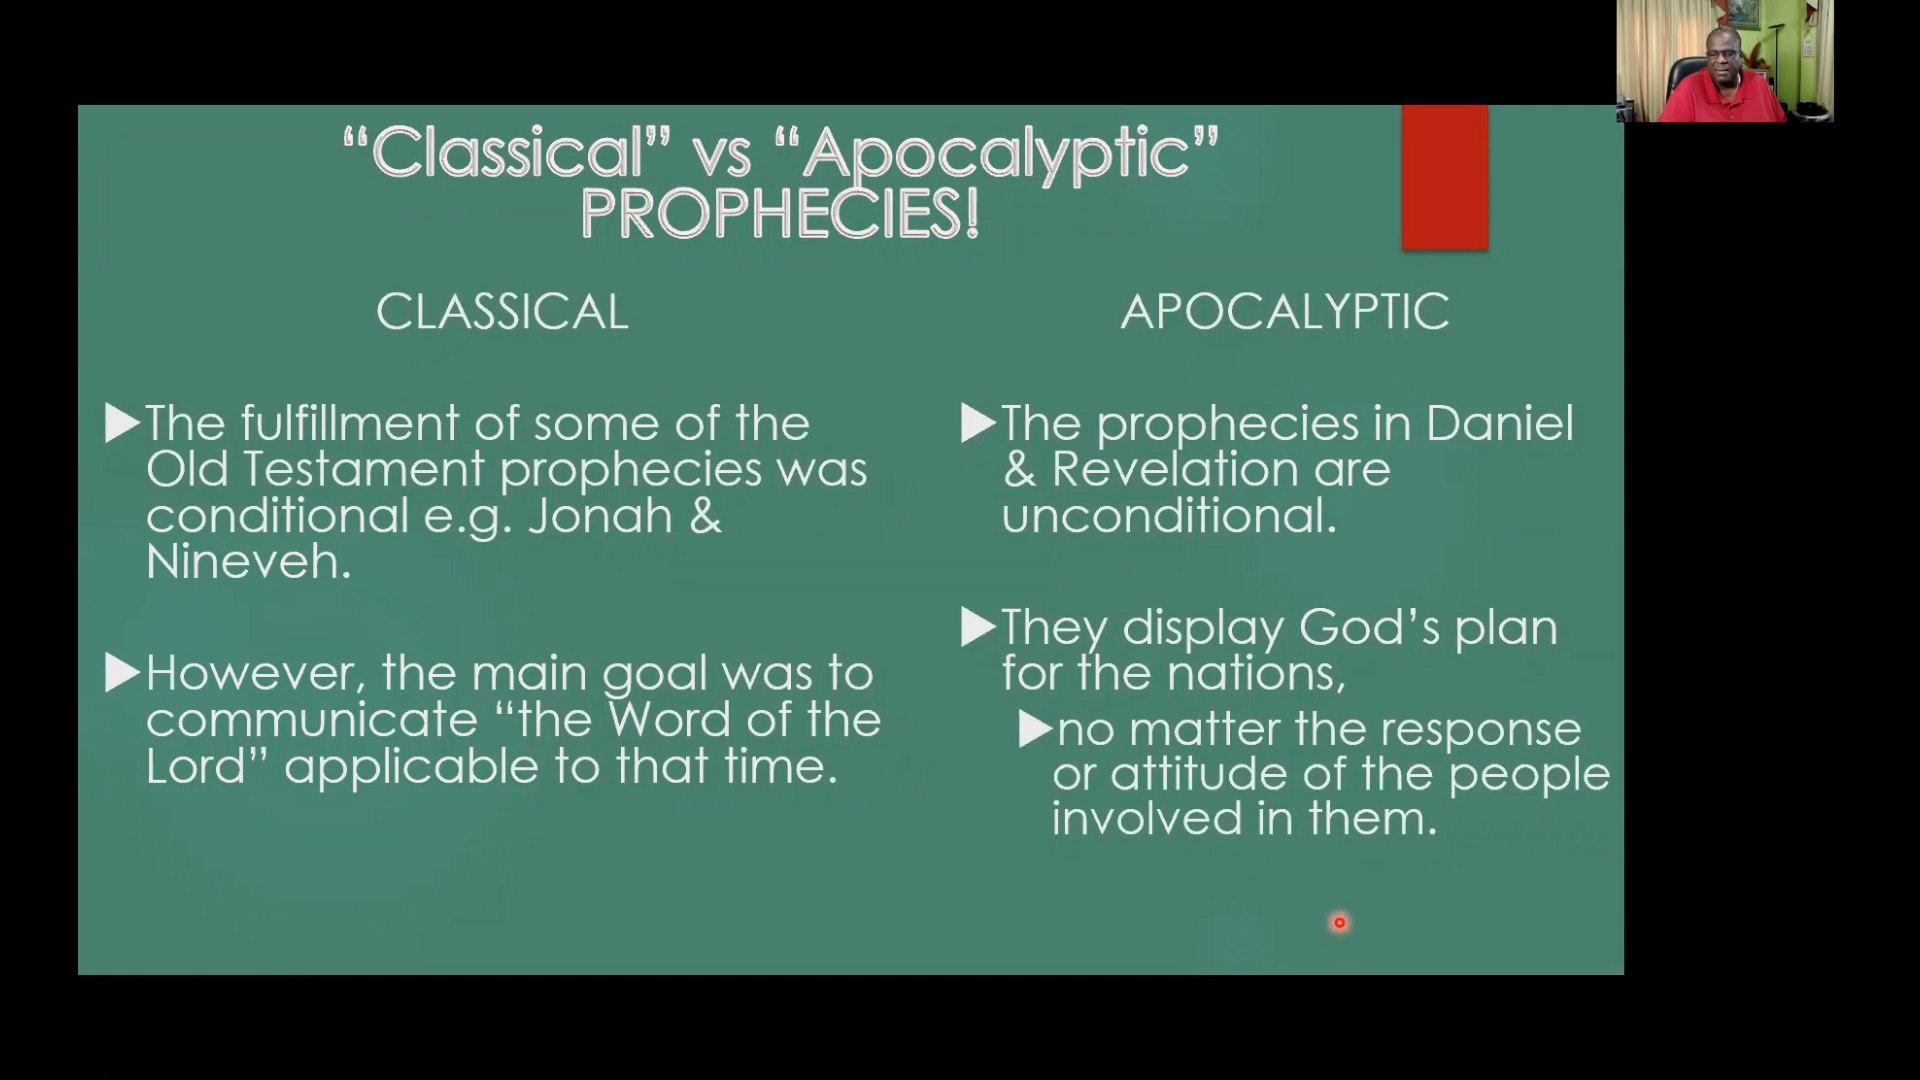 “Classical” vs “Apocalyptic”
PROPHECIES!
CLASSICAL
The fulfillment of some of the
Old Testament prophecies was
conditional e.g. Jonah &
Nineveh.
However, the main goal was to
communicate “the Word of the
Lord” applicable to that time.
APOCALYPTIC
The prophecies in Daniel
& Revelation are
unconditional.
They display God’s plan
for the nations,
no matter the response
or attitude of the people
involved in them.